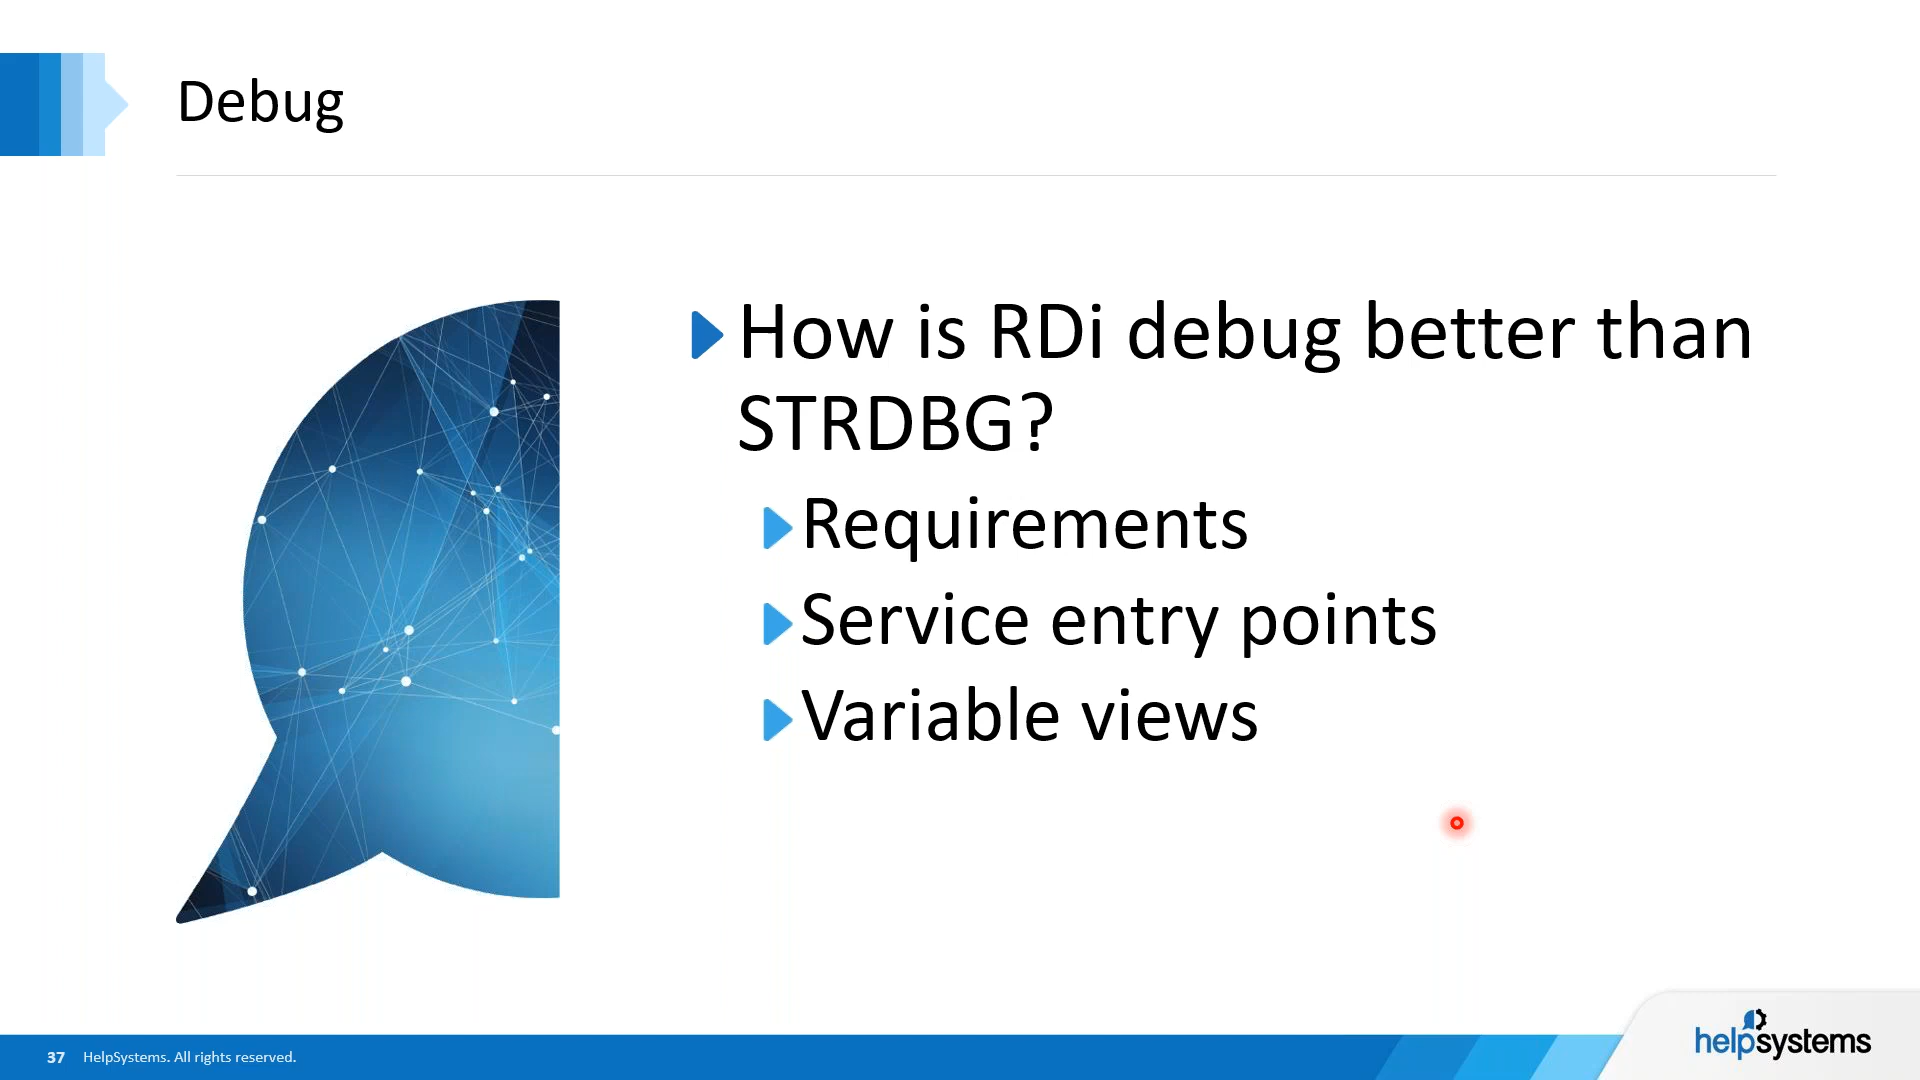 Debug
How is RDi debug better than
STRDBG?
Requirements
Service entry points
Variable views
37 HelpSystems. All rights reserved.
helpsystems